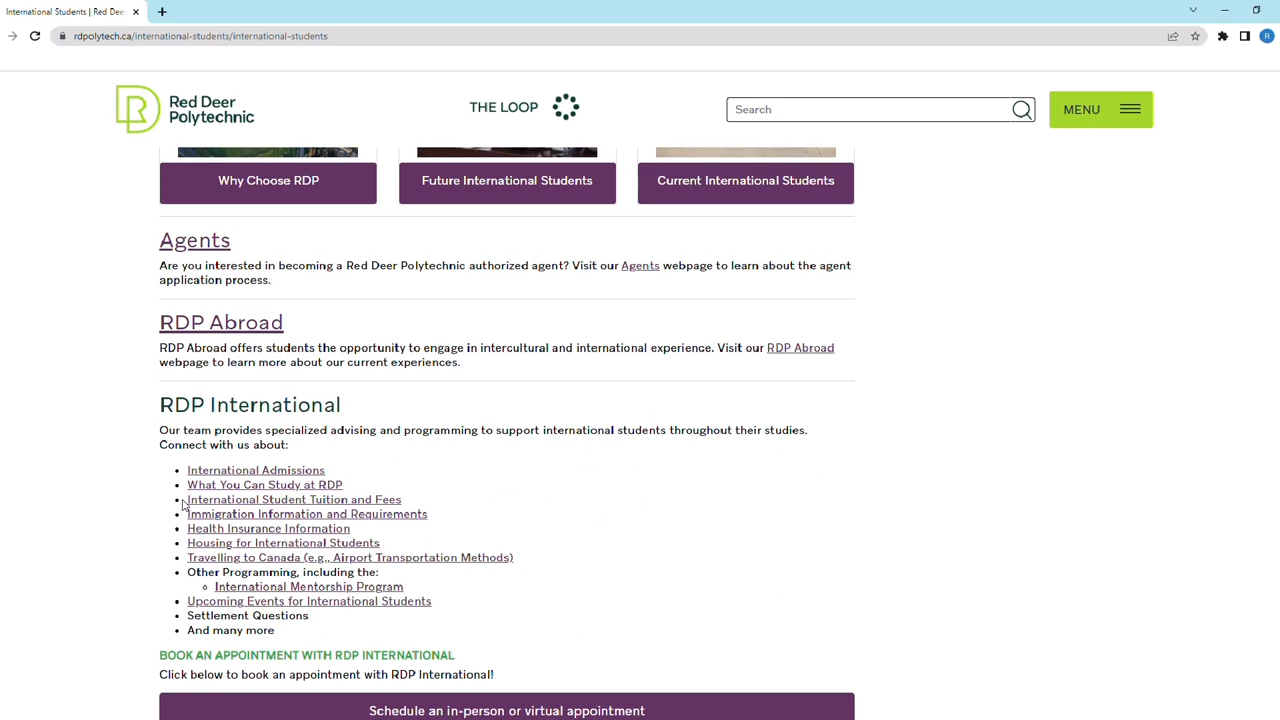 International Students | Red Dee
rdpolytech.ca/international-students/international-students
R
Red Deer
Polytechnic
THE LOOP
Search
MENU
Why Choose RDP
Future International Students
Current International Students
Agents
Are you interested in becoming a Red Deer Polytechnic authorized agent? Visit our Agents webpage to learn about the agent
application process.
RDP Abroad
RDP Abroad offers students the opportunity to engage in intercultural and international experience. Visit our RDP Abroad
webpage to learn more about our current experiences.
RDP International
Our team provides specialized advising and programming to support international students throughout their studies.
Connect with us about:
International Admissions
What You Can Study at RDP
International Student Tuition and Fees
Immigration Information and Requirements
Health Insurance Information
Housing for International Students
Travelling to Canada (e.g., Airport Transportation Methods)
Other Programming, including the:
International Mentorship Program
Upcoming Events for International Students
Settlement Questions
And many more
BOOK AN APPOINTMENT WITH RDP INTERNATIONAL
Click below to book an appointment with RDP International!
Schedule an in-person or virtual appointment